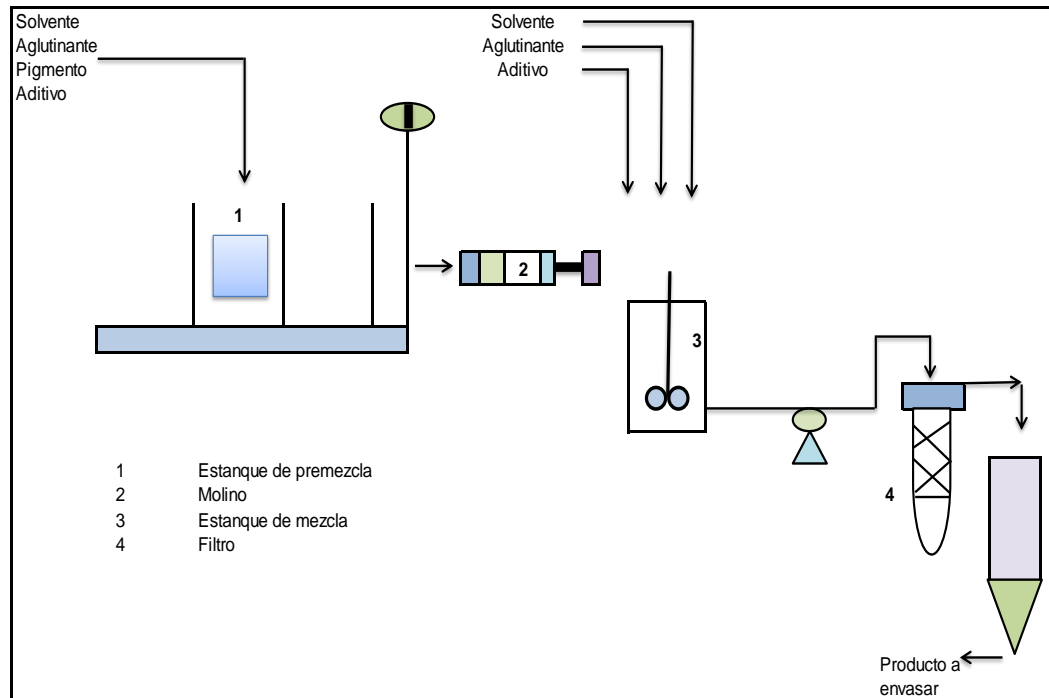 Solvente
Aglutinante
Pigmento
Aditivo
Solvente
Aglutinante
Aditivo
1
2
3
4
1 Estanque de premezcla
2 Molino
3 Estanque de mezcla
4 Filtro
Producto a
envasar